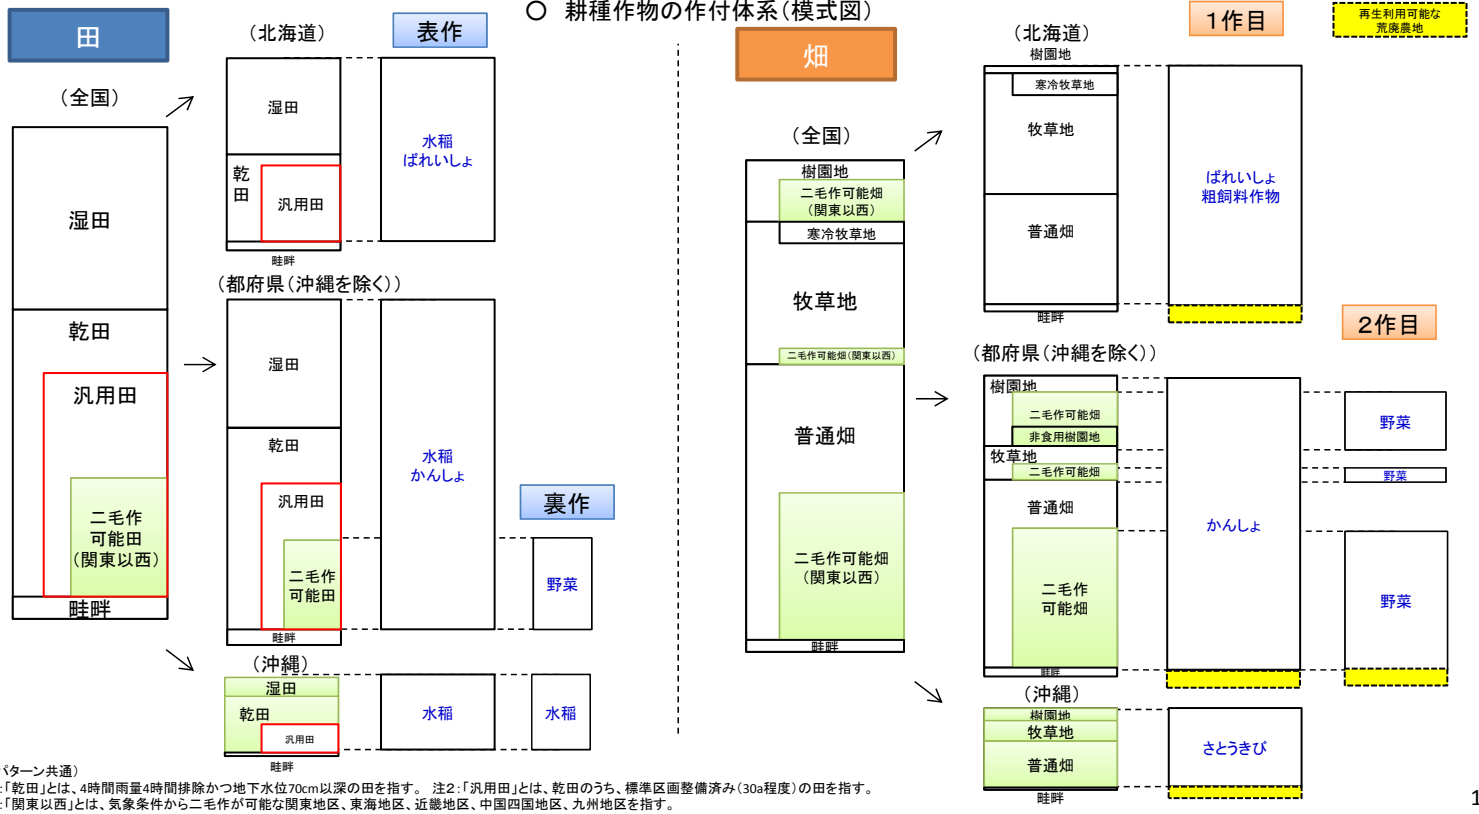 ○ 耕種作物の作付体系(模式図)
田
(全国)
湿田
乾田
汎用田
二毛作
可能田
(関東以西)
畦畔
(北海道)
表作
湿田
乾
田
汎用田
畦畔
水稲
ばれいしょ
(都府県(沖縄を除く))
湿田
乾田
汎用田
二毛作
可能田
畦畔
水稲
かんしょ
裏作
野菜
(沖縄)
湿田
乾田
汎用田
畦畔
水稲
水稲
畑
(全国)
樹園地
二毛作可能畑
(関東以西)
寒冷牧草地
牧草地
二毛作可能畑(関東以西)
普通畑
二毛作可能畑
(関東以西)
畦畔
(北海道)
1作目
再生利用可能な
荒廃農地
樹園地
寒冷牧草地
牧草地
普通畑
畦畔
ばれいしょ
粗飼料作物
2作目
(都府県(沖縄を除く))
樹園地
二毛作可能畑
非食用樹園地
牧草地
二毛作可能畑
普通畑
二毛作
可能畑
畦畔
かんしょ
野菜
野菜
野菜
(沖縄)
樹園地
牧草地
普通畑
畦畔
さとうきび
パターン共通)
:「乾田」とは、4時間雨量4時間排除かつ地下水位70cm以深の田を指す。 注2:「汎用田」とは、乾田のうち、標準区画整備済み(30a程度)の田を指す。
:「関東以西」とは、気象条件から二毛作が可能な関東地区、東海地区、近畿地区、中国四国地区、九州地区を指す。
1